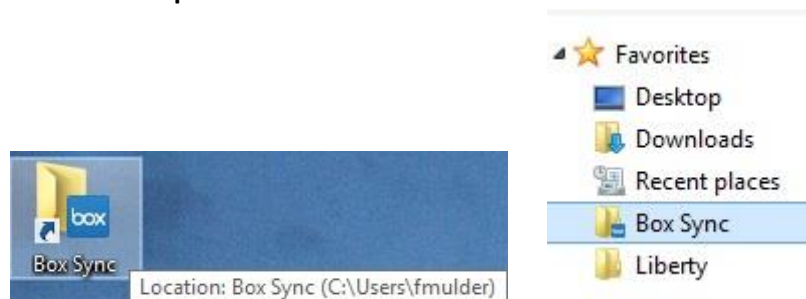 box
Box Sync
Location: Box Sync (C:\Users\fmulder)
Favorites
Desktop
Downloads
Recent places
Box Sync
Liberty